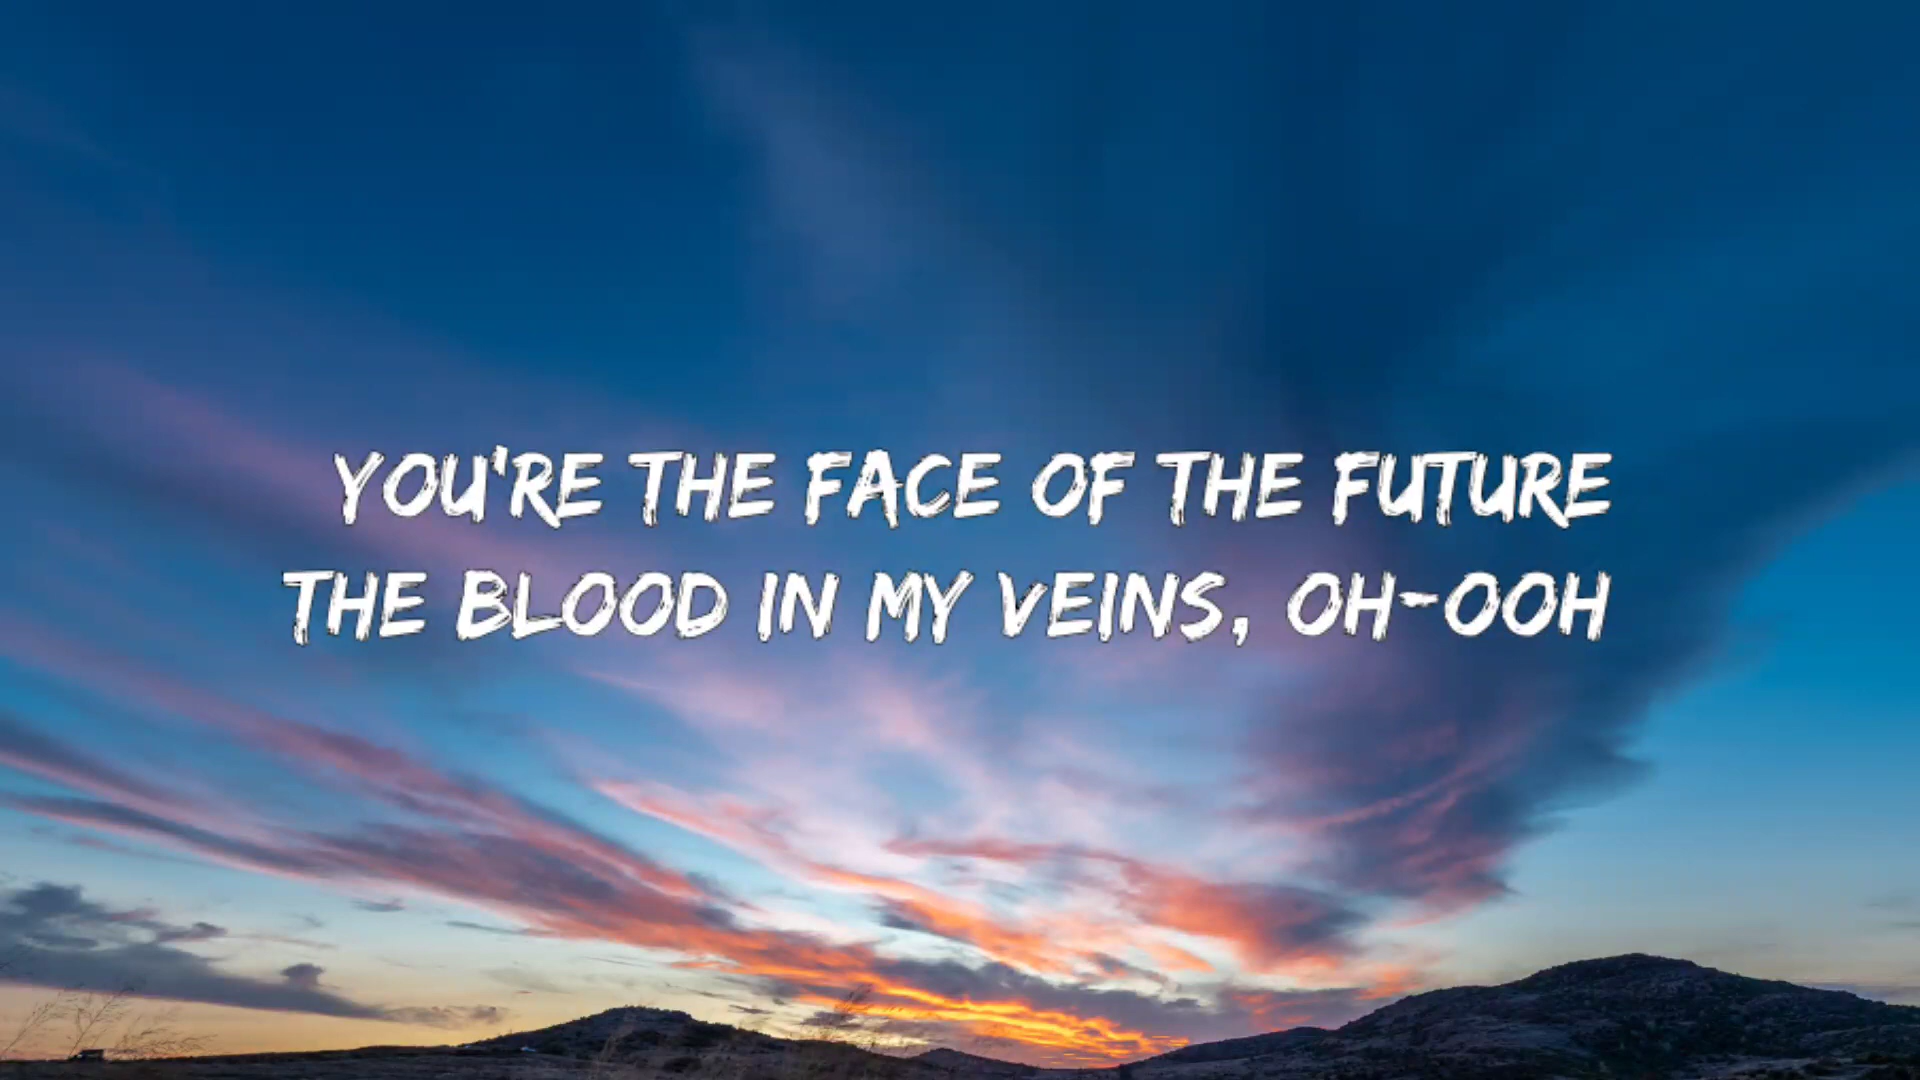 YOU'RE THE FACE OF THE FUTURE
THE BLOOD IN MY VEINS, OH-OOH